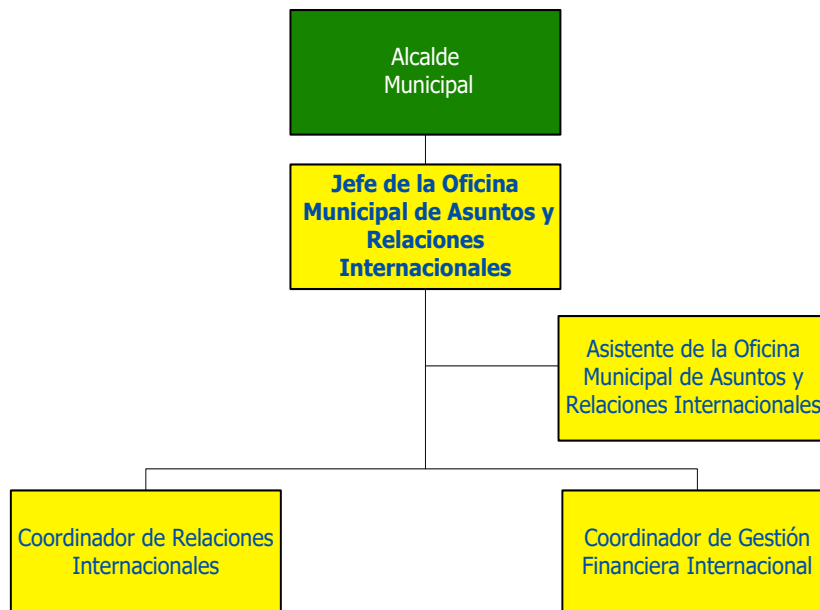 Alcalde
Municipal
Jefe de la Oficina
Municipal de Asuntos y
Relaciones
Internacionales
Asistente de la Oficina
Municipal de Asuntos y
Relaciones Internacionales
Coordinador de Relaciones
Internacionales
Coordinador de Gestión
Financiera Internacional